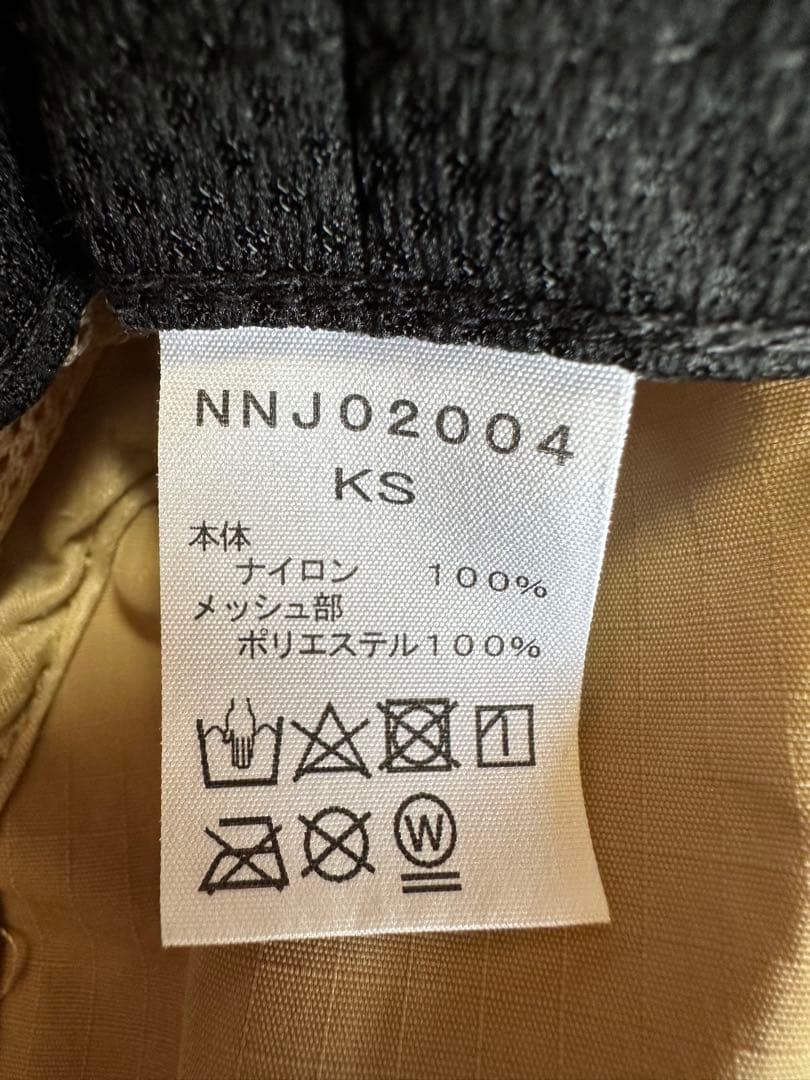 NNJ02004
KS
本体
ナイロン 100%
メッシュ部
ポリエステル100%
W